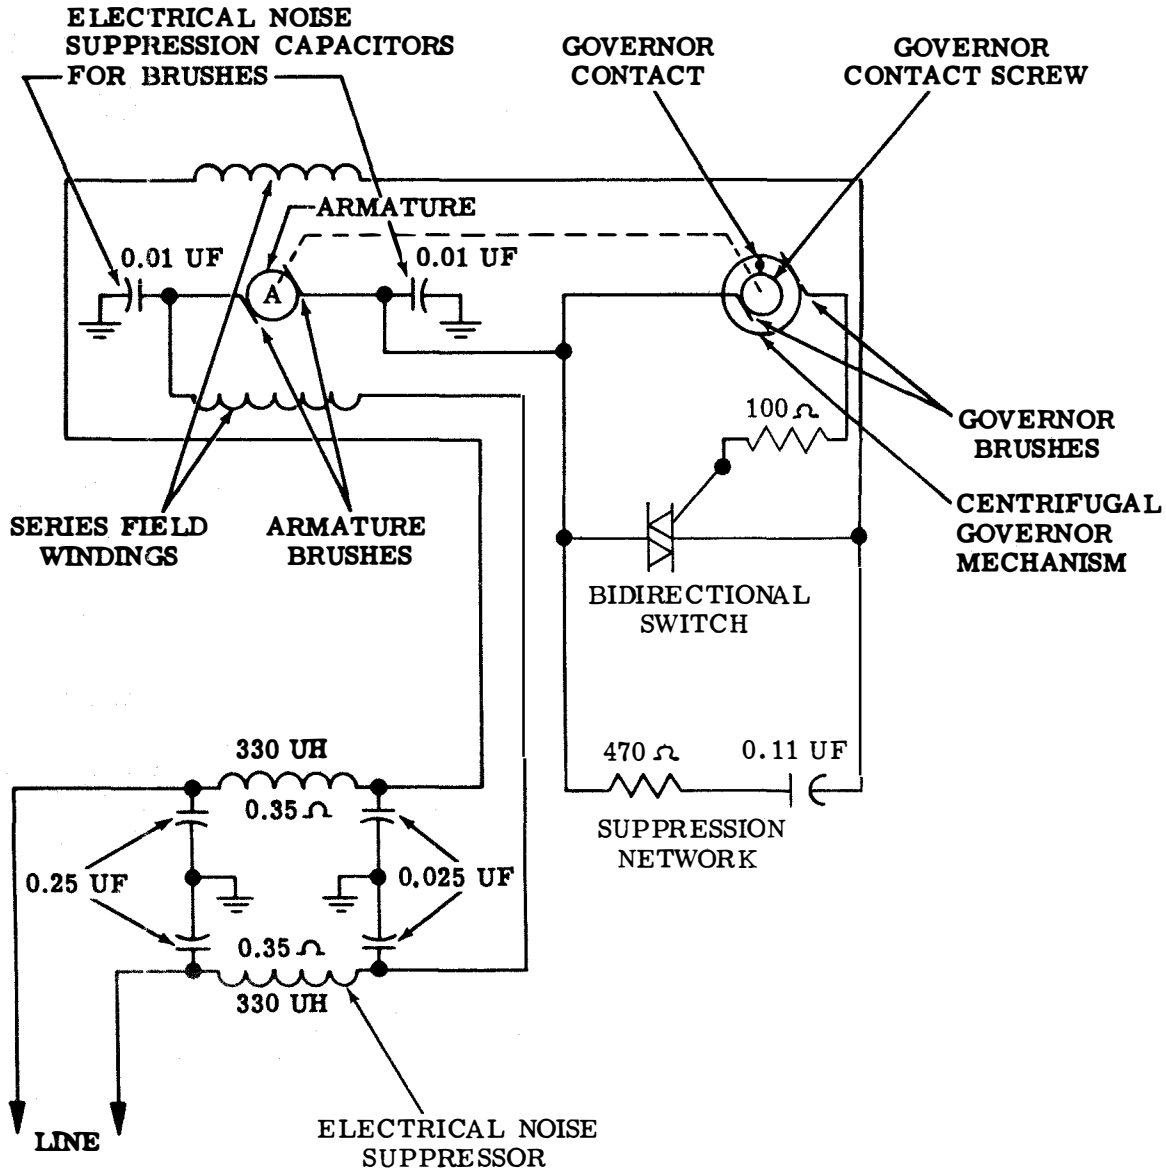 ELECTRICAL NOISE
SUPPRESSION CAPACITORS
FOR BRUSHES
GOVERNOR
CONTACT
GOVERNOR
CONTACT SCREW
ARMATURE
0.01 UF
0.01 UF
A
100 Ω
GOVERNOR
BRUSHES
SERIES FIELD
WINDINGS
ARMATURE
BRUSHES
CENTRIFUGAL
GOVERNOR
MECHANISM
BIDIRECTIONAL
SWITCH
330 UH
0.35 Ω
470 Ω
0.11 UF
SUPPRESSION
NETWORK
0.25 UF
0.025 UF
0.35 Ω
330 UH
LINE
ELECTRICAL NOISE
SUPPRESSOR